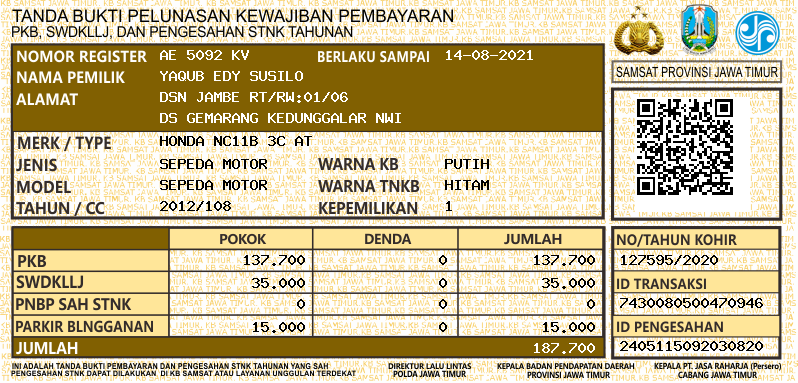 TANDA BUKTI PELUNASAN KEWAJIBAN PEMBAYARAN
PKB, SWDKLLJ, DAN PENGESAHAN STNK TAHUNAN
NOMOR REGISTER AE 5092 KV BERLAKU SAMPAI 14-08-2021
NAMA PEMILIK YAQUB EDY SUSILO
ALAMAT DSN JAMBE RT/RW:01/06
DS GEMARANG KEDUNGGALAR NWI
MERK / TYPE HONDA NC11B 3C AT
JENIS SEPEDA MOTOR WARNA KB PUTIH
MODEL SEPEDA MOTOR WARNA TNKB HITAM
TAHUN / CC 2012/108 KEPEMILIKAN 1
SAMSAT PROVINSI JAWA TIMUR
POKOK DENDA JUMLAH
PKB 137.700 0 137.700
SWDKLLJ 35.000 0 35.000
PNBP SAH STNK 0 0 0
PARKIR BLNGGANAN 15.000 0 15.000
JUMLAH 187.700
NO/TAHUN KOHIR
127595/2020
ID TRANSAKSI
7430080500470946
ID PENGESAHAN
2405115092030820
INI ADALAH TANDA BUKTI PEMBAYARAN DAN PENGESAHAN STNK TAHUNAN YANG SAH
PENGESAHAN STNK DAPAT DILAKUKAN DI KB SAMSAT ATAU LAYANAN UNGGULAN TERDEKAT
DIREKTUR LALU LINTAS
POLDA JAWA TIMUR
KEPALA BADAN PENDAPATAN DAERAH
PROVINSI JAWA TIMUR
KEPALA PT. JASA RAHARJA (Persero)
CABANG JAWA TIMUR